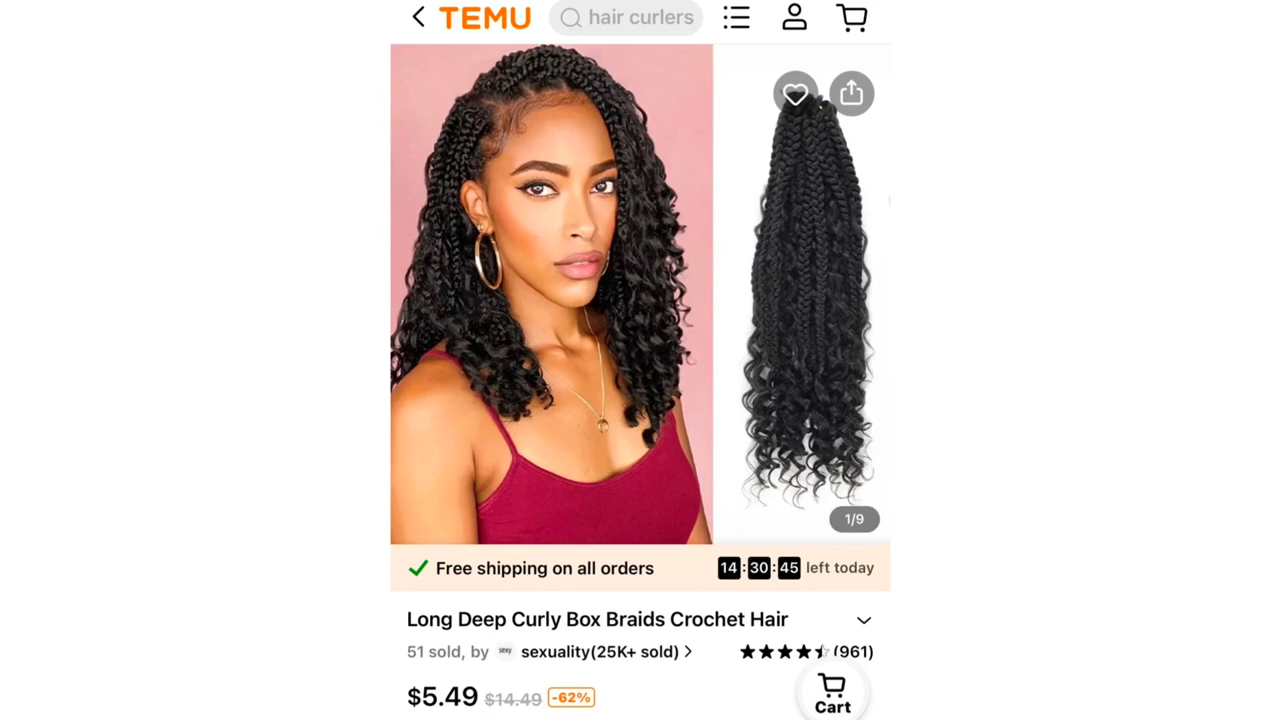 TEMU
hair curlers
1/9
Free shipping on all orders
14:30:45 left today
Long Deep Curly Box Braids Crochet Hair
51 sold, by sexy sexuality(25K+ sold)
(961)
$5.49 $14.49 -62%
Cart